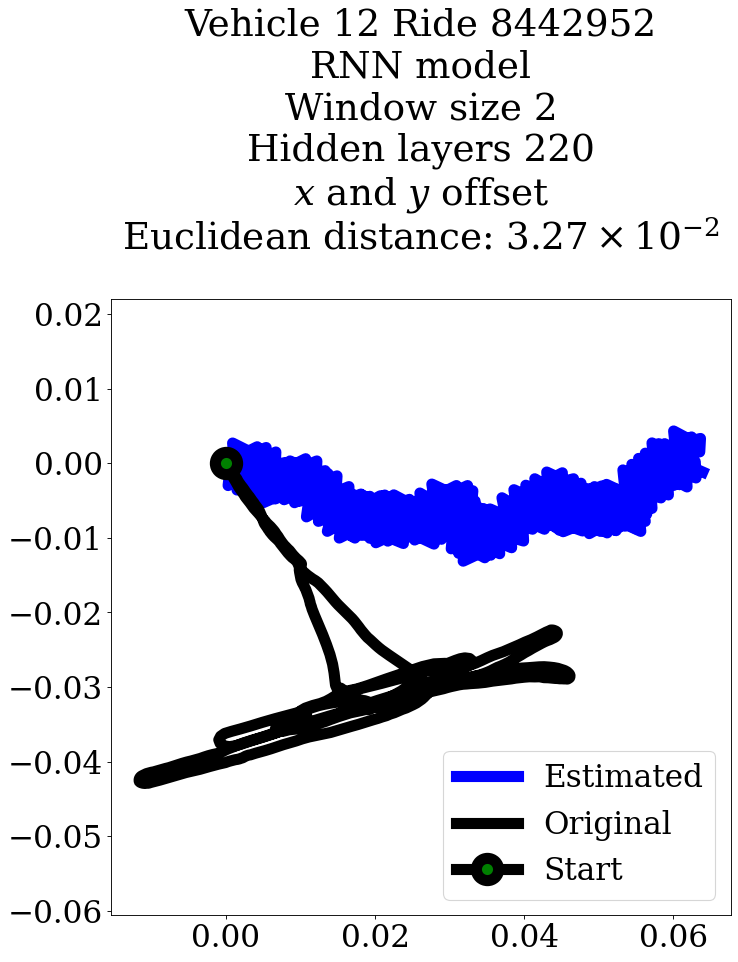 Vehicle 12 Ride 8442952
RNN model
Window size 2
Hidden layers 220
x and y offset
Euclidean distance: 3.27 × 10⁻²
0.02
0.01
0.00
−0.01
−0.02
−0.03
−0.04
−0.05
−0.06
Estimated
Original
Start
0.00 0.02 0.04 0.06